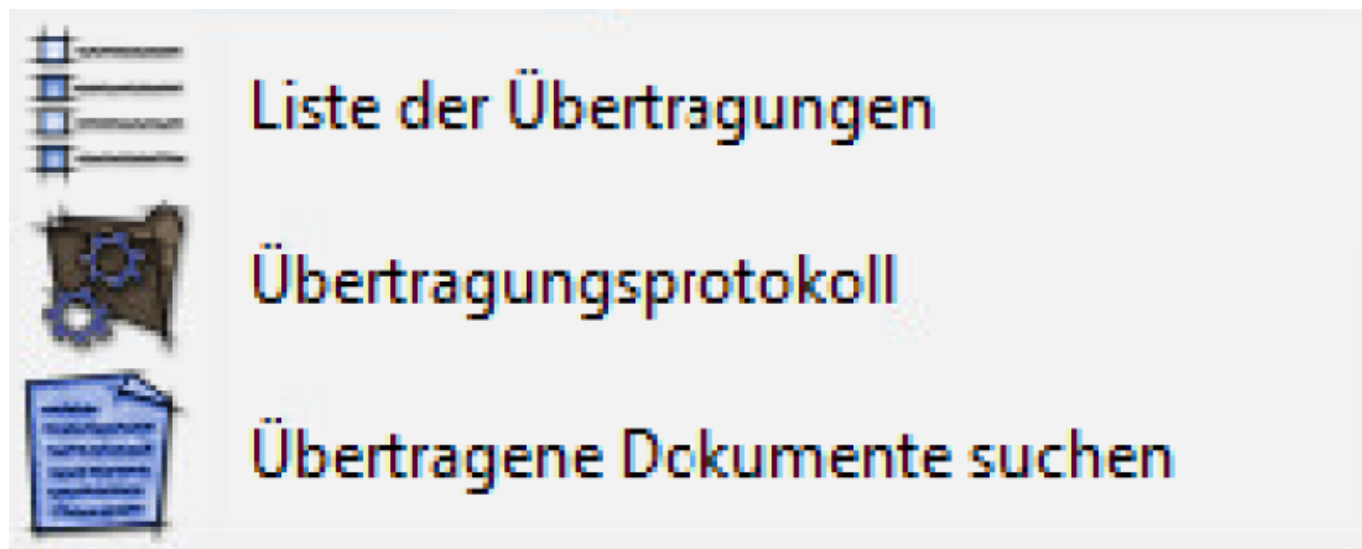 Liste der Übertragungen
Übertragungsprotokoll
Übertragene Dokumente suchen